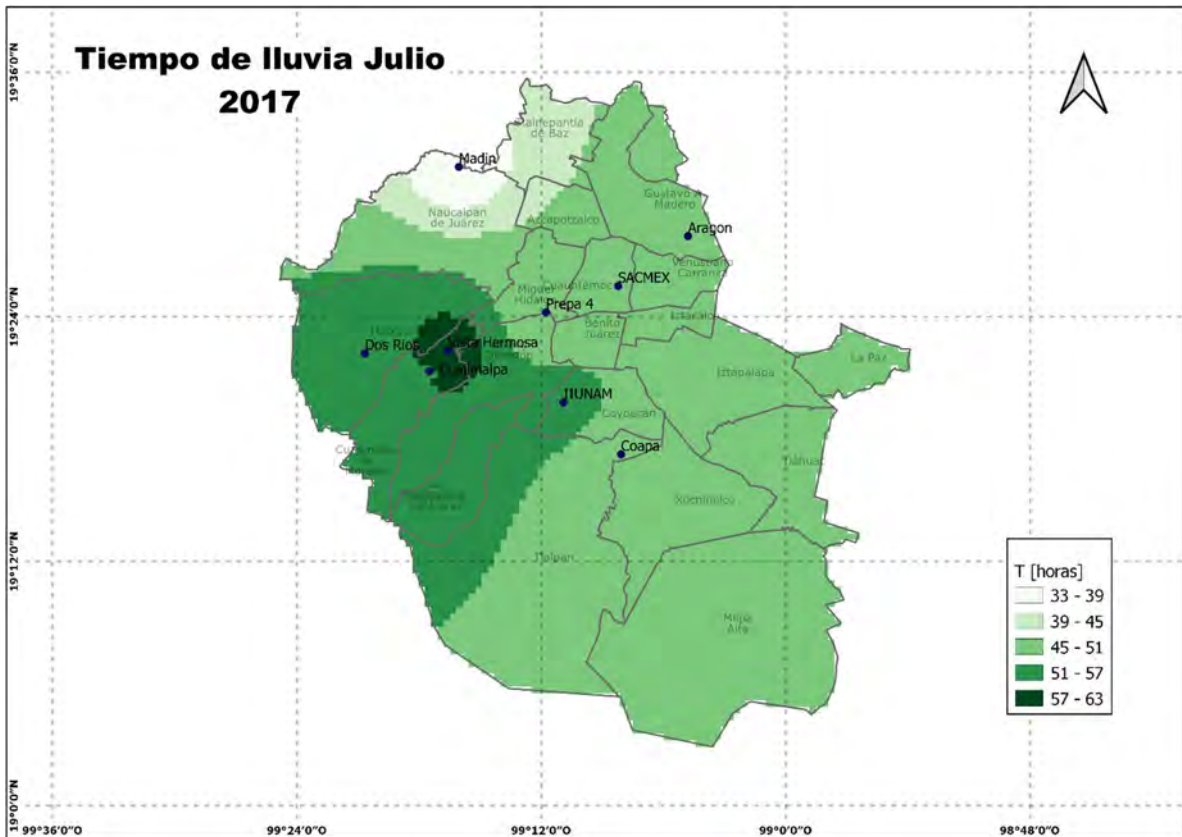 Tiempo de lluvia Julio
2017
19°36'0"N
19°24'0"N
19°12'0"N
19°0'0"N
Tlalnepantla
de Baz
Madin
Naucalpan
de Juárez
Azcapotzalco
Gustavo A.
Madero
Aragon
Venustiano
Carranza
SACMEX
Cuauhtémoc
Miguel
Hidalgo
Prepa 4
Iztacalco
Benito
Juárez
Vista Hermosa
Dos Rios
Cuajimalpa
La Paz
Iztapalapa
IIUNAM
Coyoacán
Coapa
Tláhuac
Xochimilco
Tlalpan
Milpa
Alta
T [horas]
33 - 39
39 - 45
45 - 51
51 - 57
57 - 63
99°36'0"O
99°24'0"O
99°12'0"O
99°0'0"O
98°48'0"O